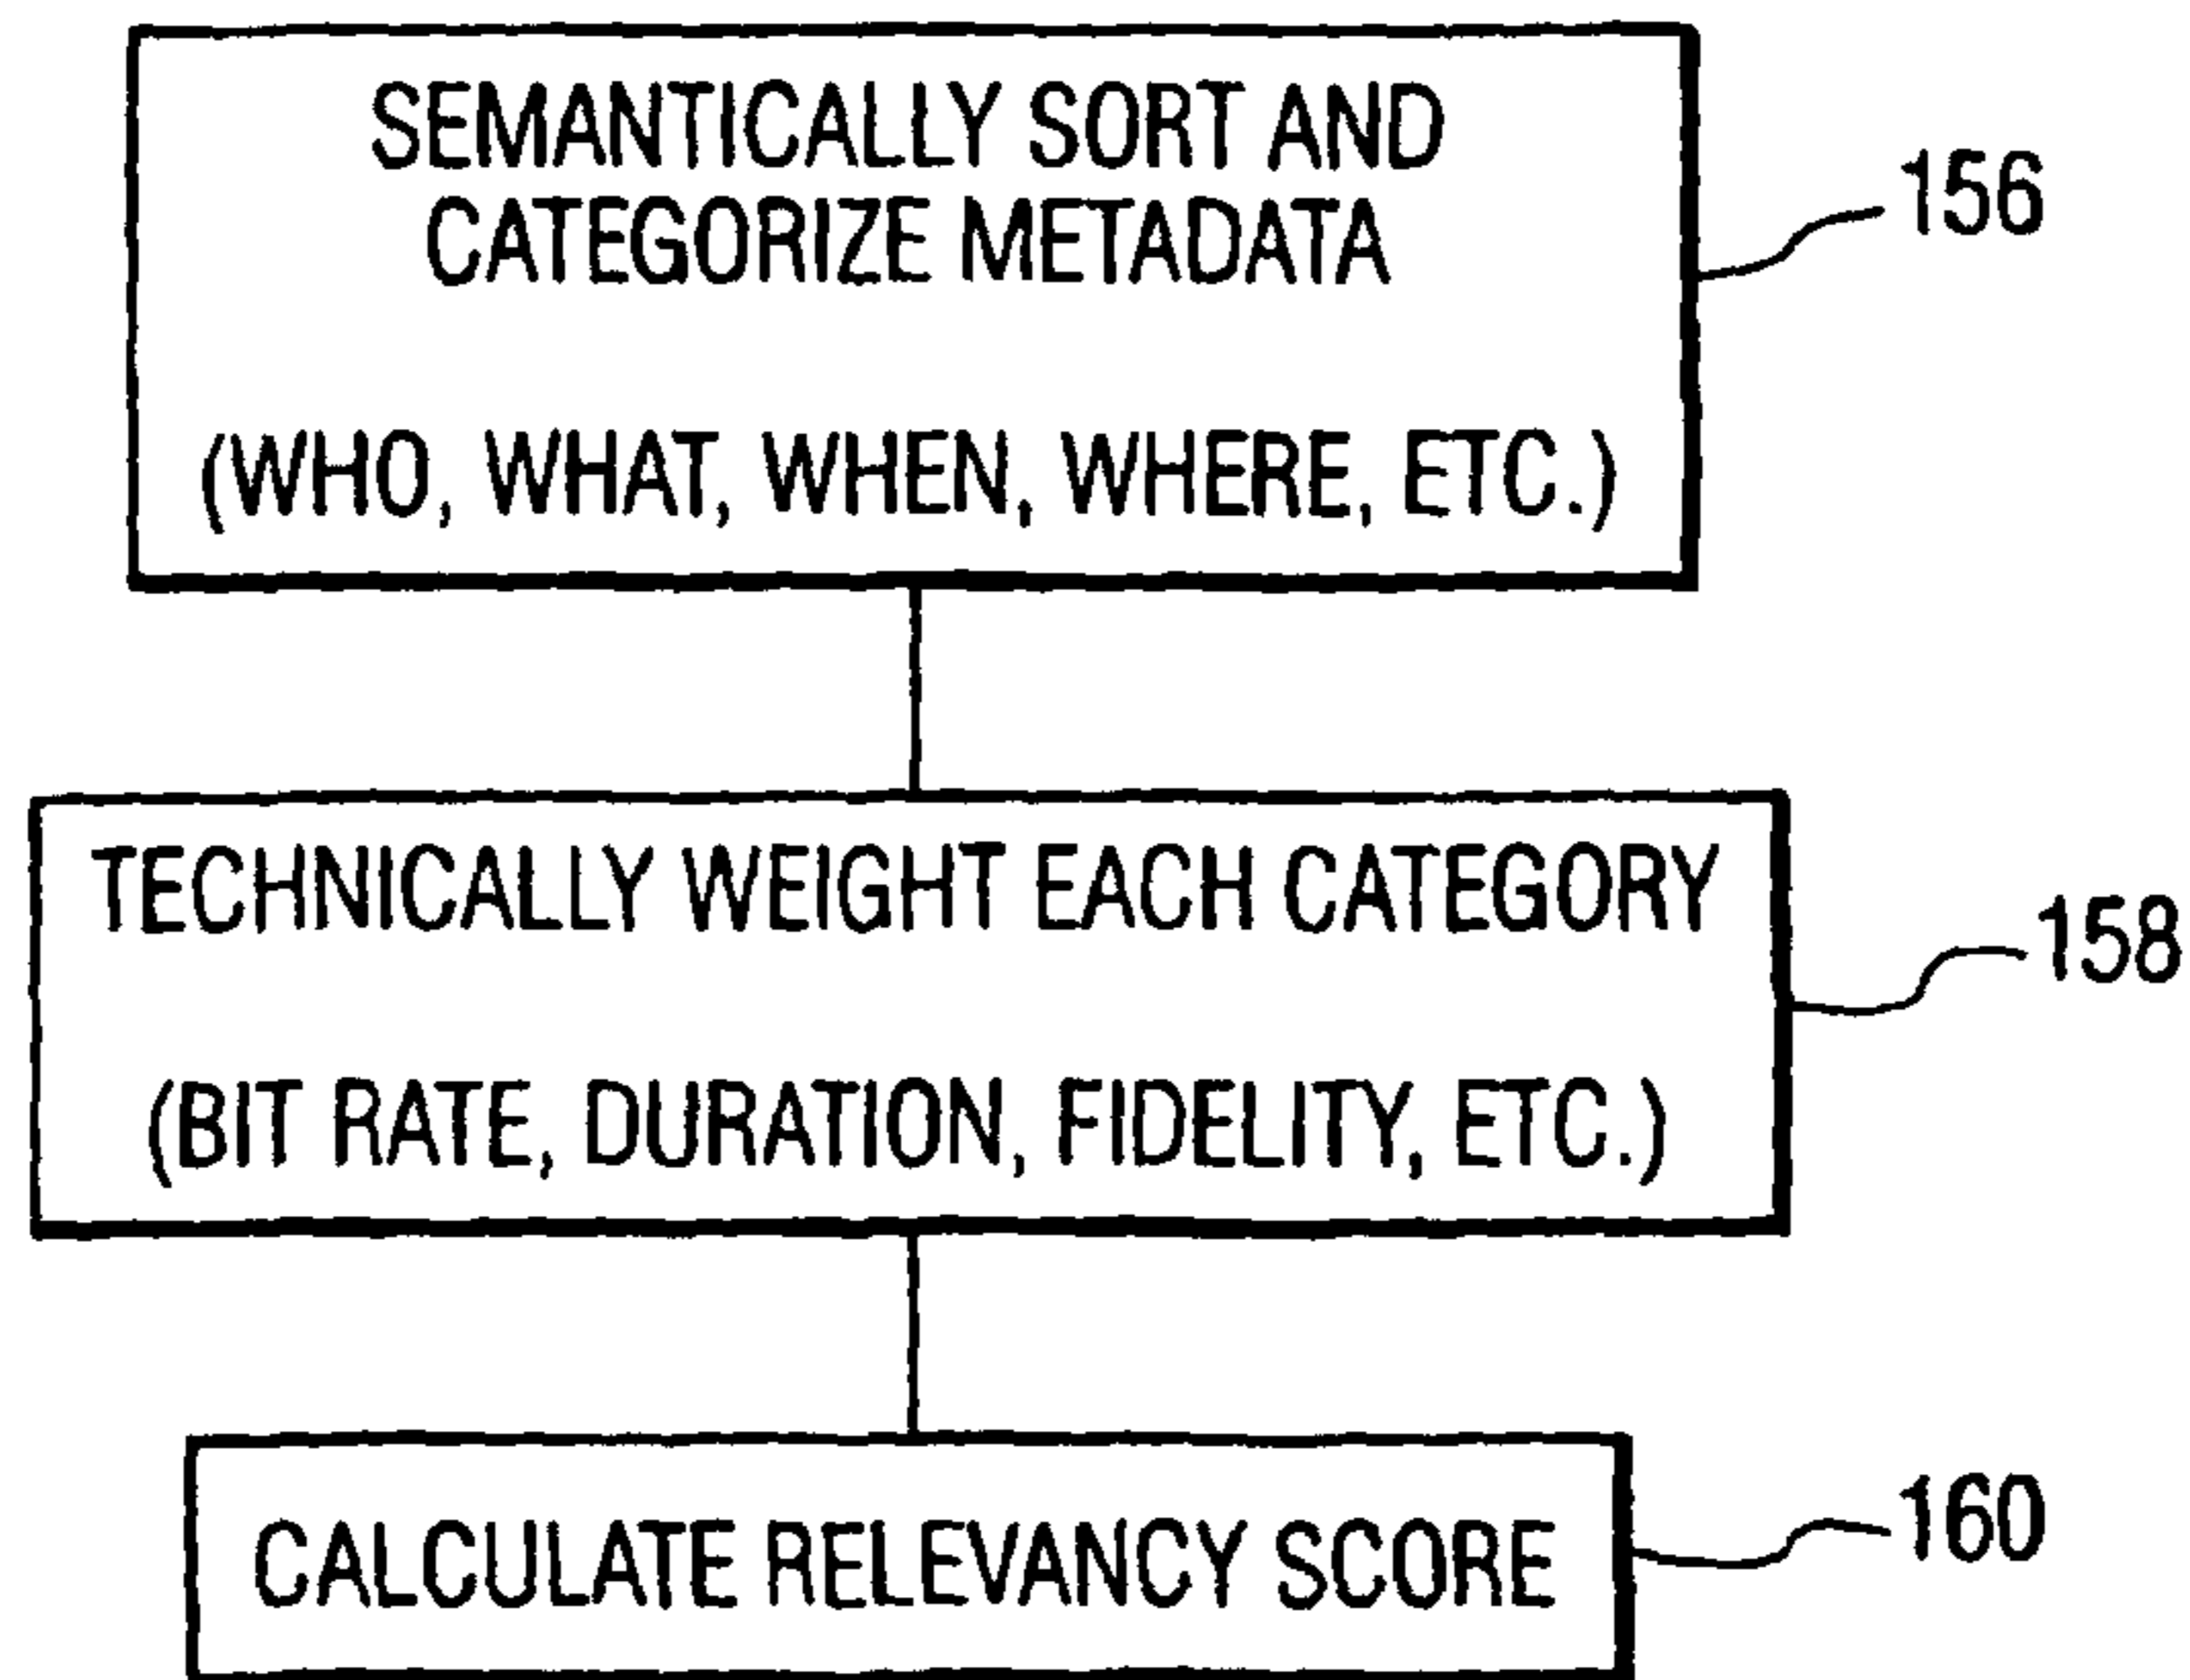 SEMANTICALLY SORT AND
CATEGORIZE METADATA
(WHO, WHAT, WHEN, WHERE, ETC.)
156
TECHNICALLY WEIGHT EACH CATEGORY
(BIT RATE, DURATION, FIDELITY, ETC.)
158
CALCULATE RELEVANCY SCORE
160